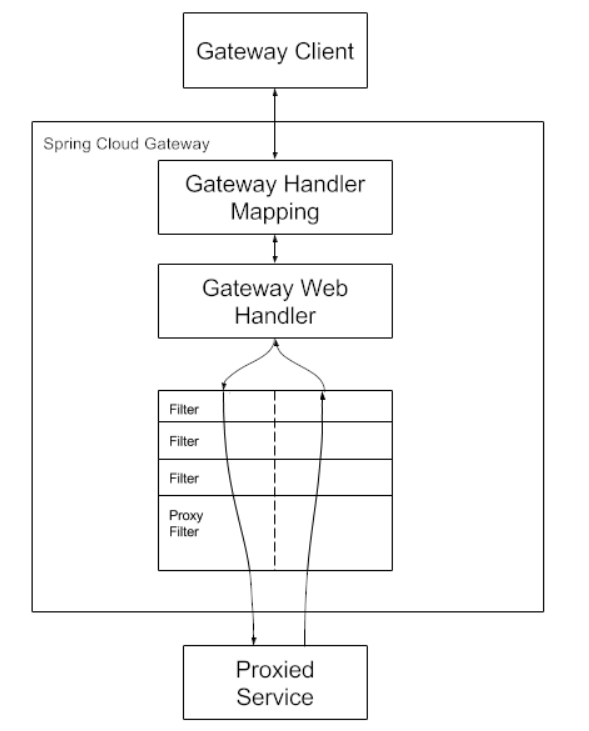 Gateway Client
Spring Cloud Gateway
Gateway Handler
Mapping
Gateway Web
Handler
Filter
Filter
Filter
Proxy
Filter
Proxied
Service